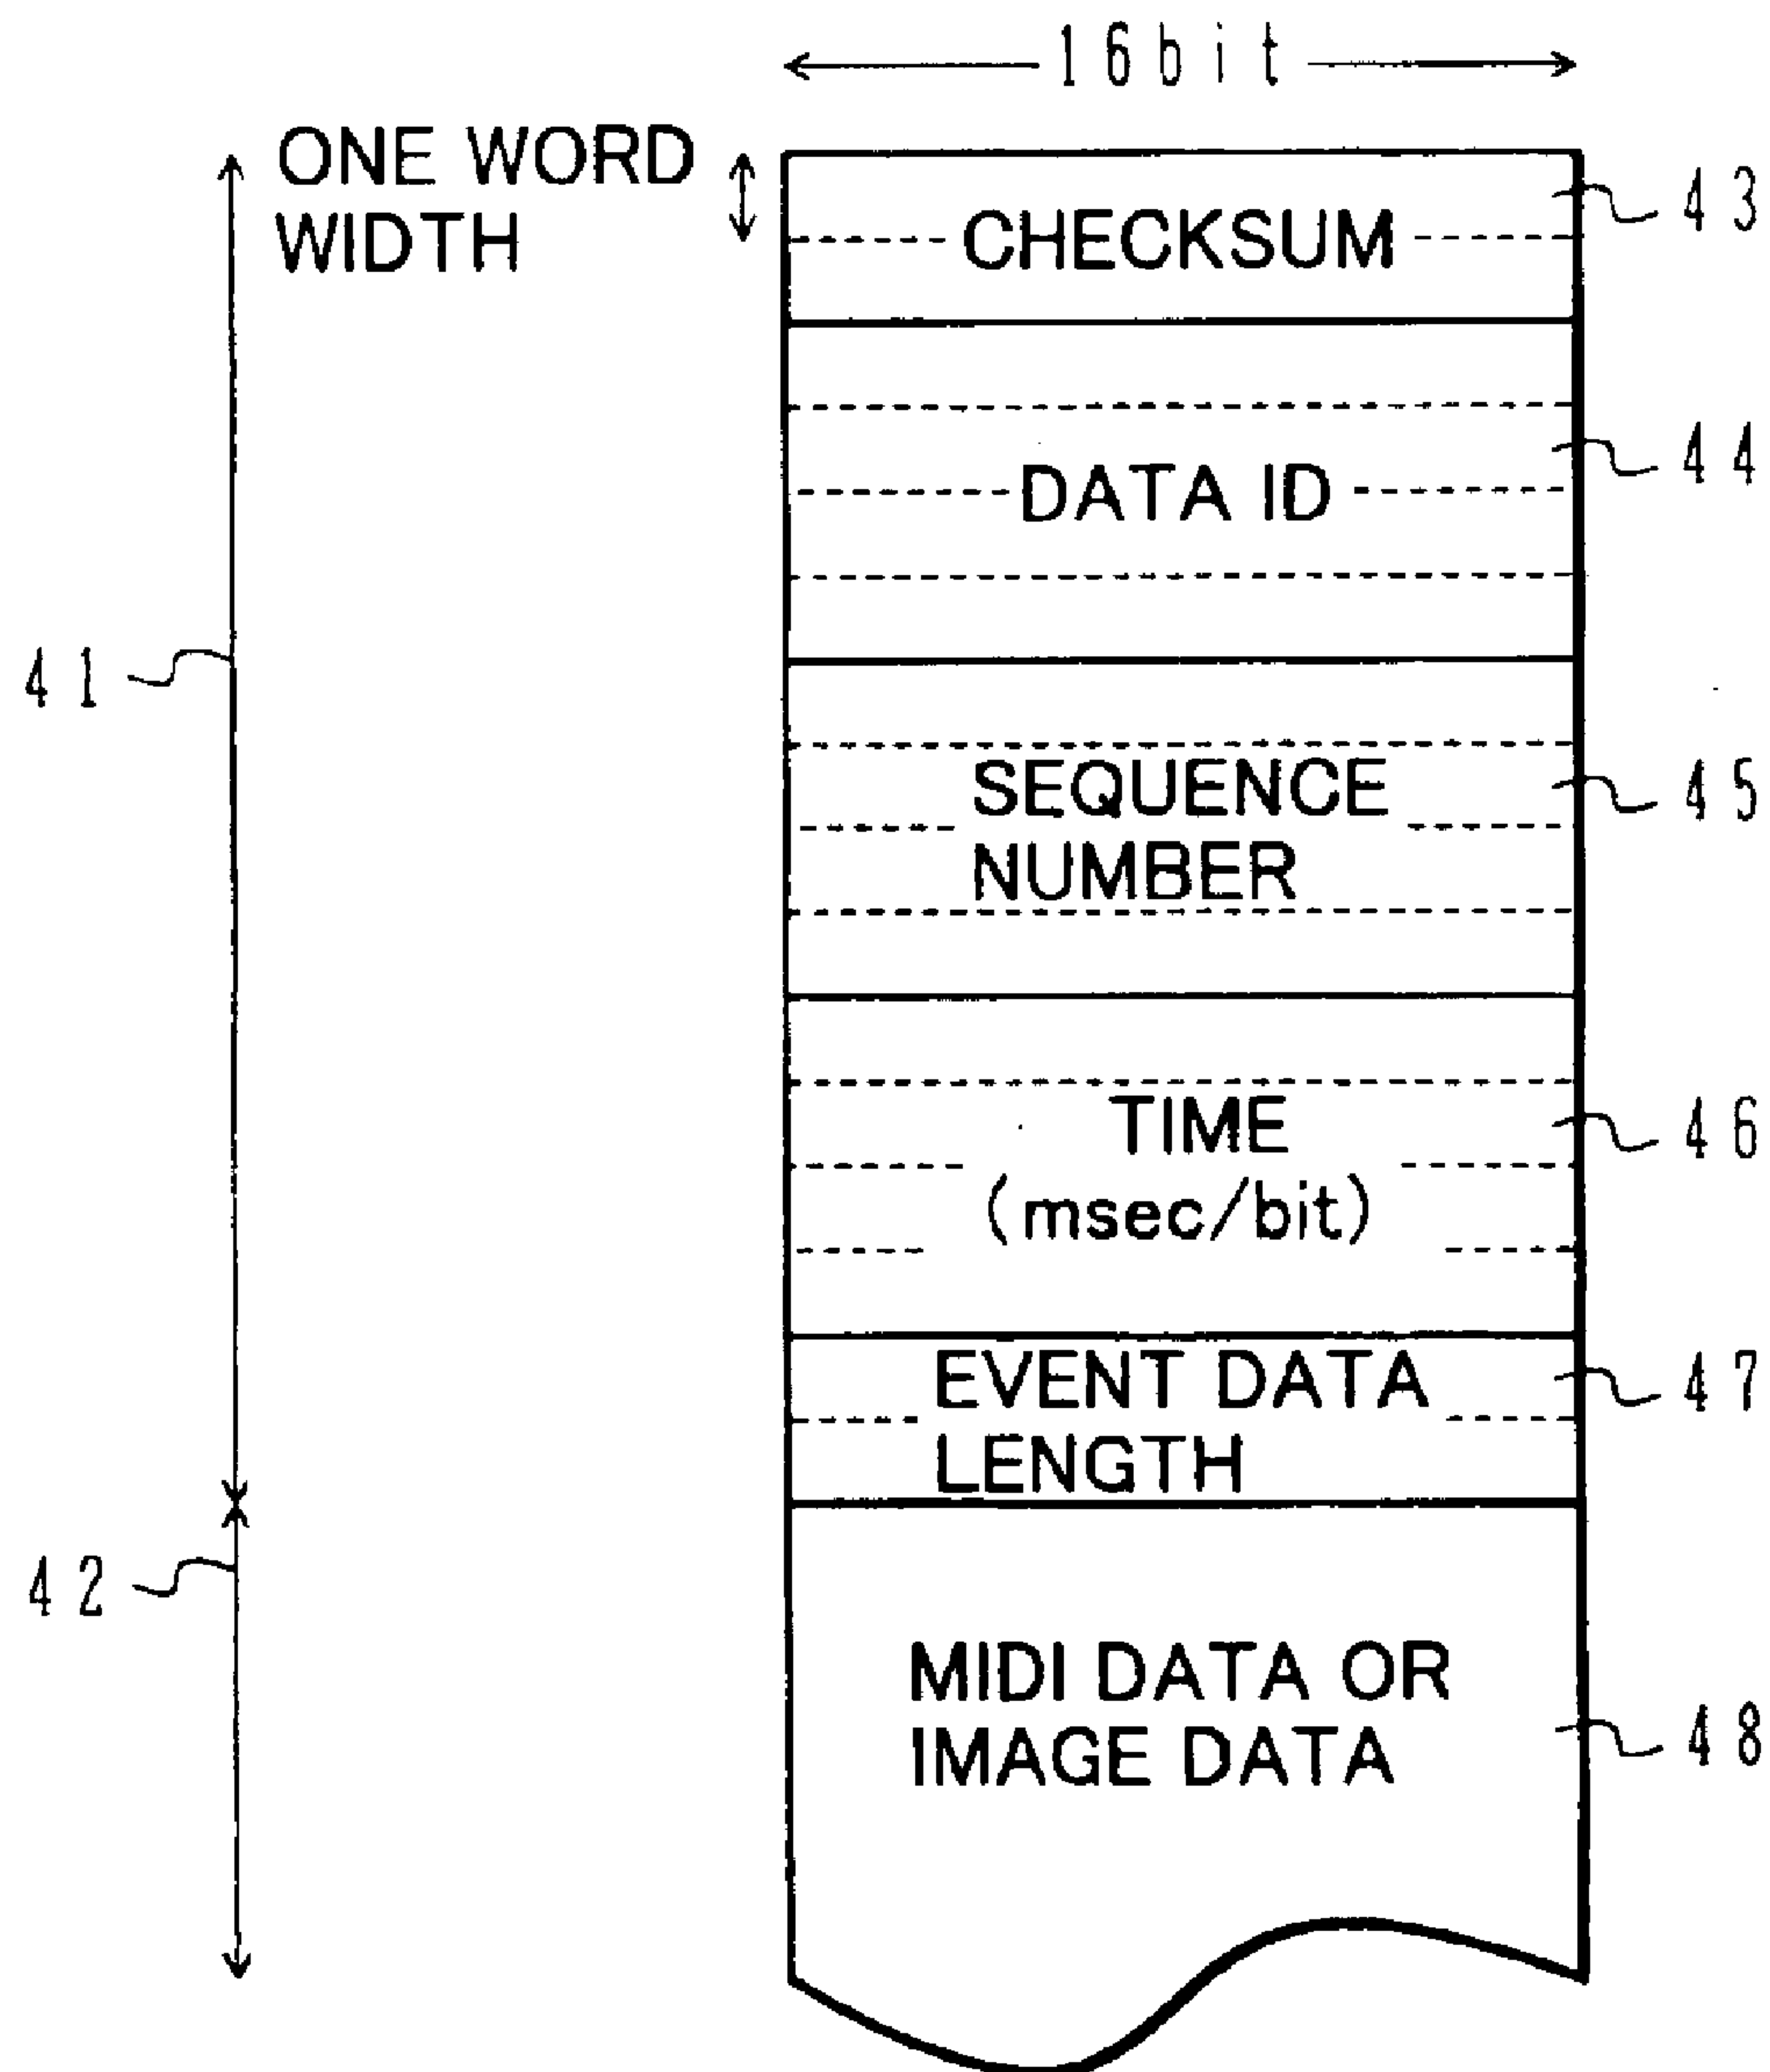 16bit
ONE WORD
WIDTH
CHECKSUM
43
DATA ID
44
41
SEQUENCE
NUMBER
45
TIME
(msec/bit)
46
EVENT DATA
LENGTH
47
42
MIDI DATA OR
IMAGE DATA
48